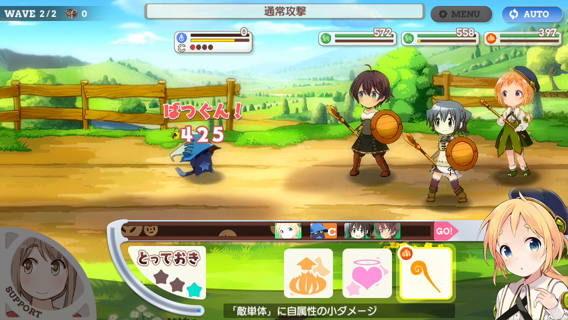 WAVE 2/2 0
通常攻撃
MENU
AUTO
0
C
572
558
397
ばつぐん!
425
C
GO!
とっておき
SUPPORT
「敵単体」に自属性の小ダメージ